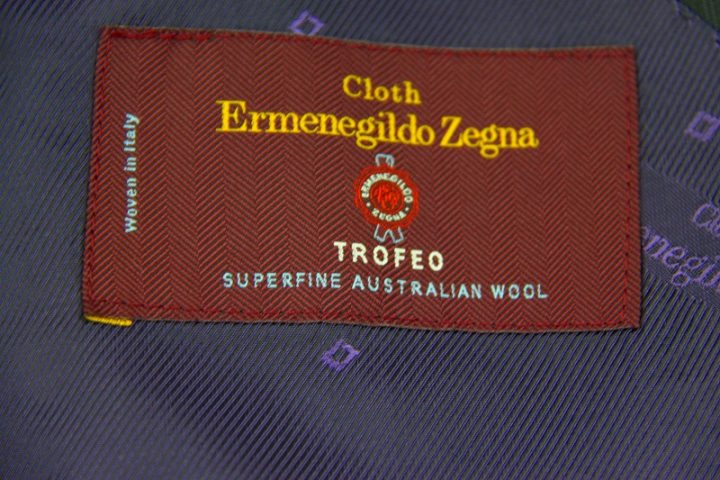 Cloth
Ermenegildo Zegna
Woven in Italy
ERMENEGILDO
ZEGNA
TROFEO
SUPERFINE AUSTRALIAN WOOL